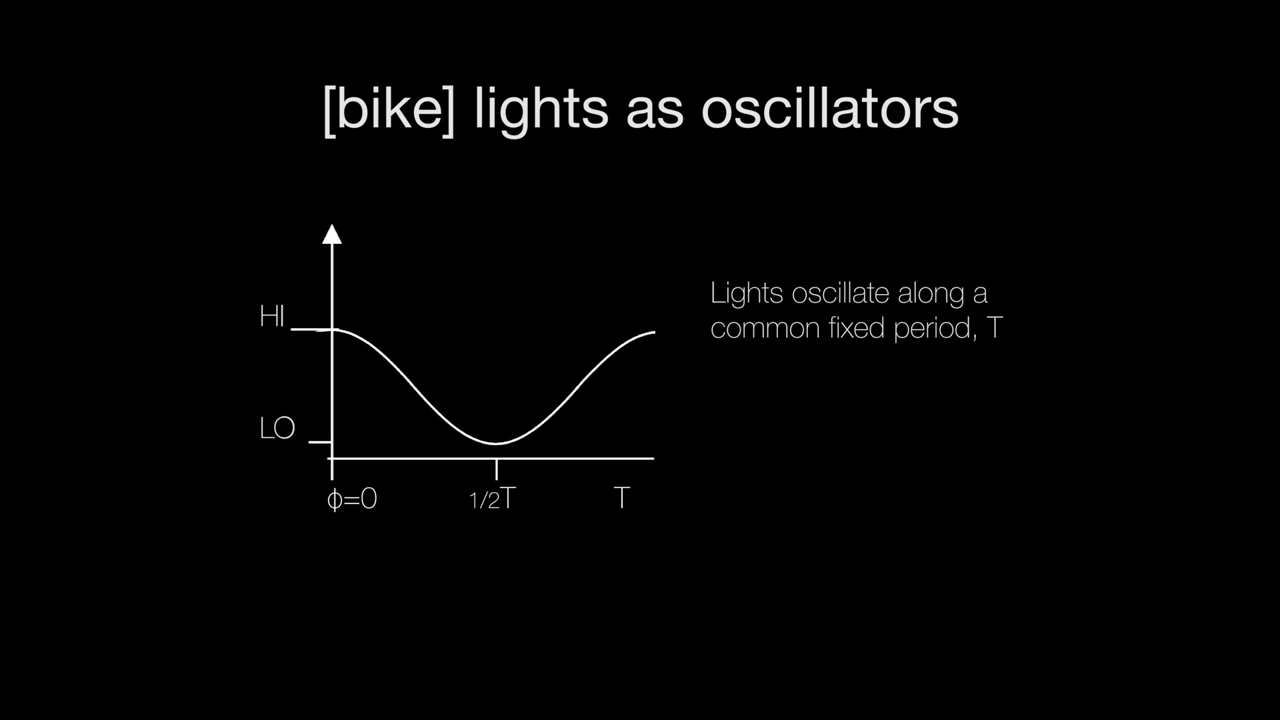 [bike] lights as oscillators
HI
LO
ϕ=0
1/2T
T
Lights oscillate along a
common fixed period, T